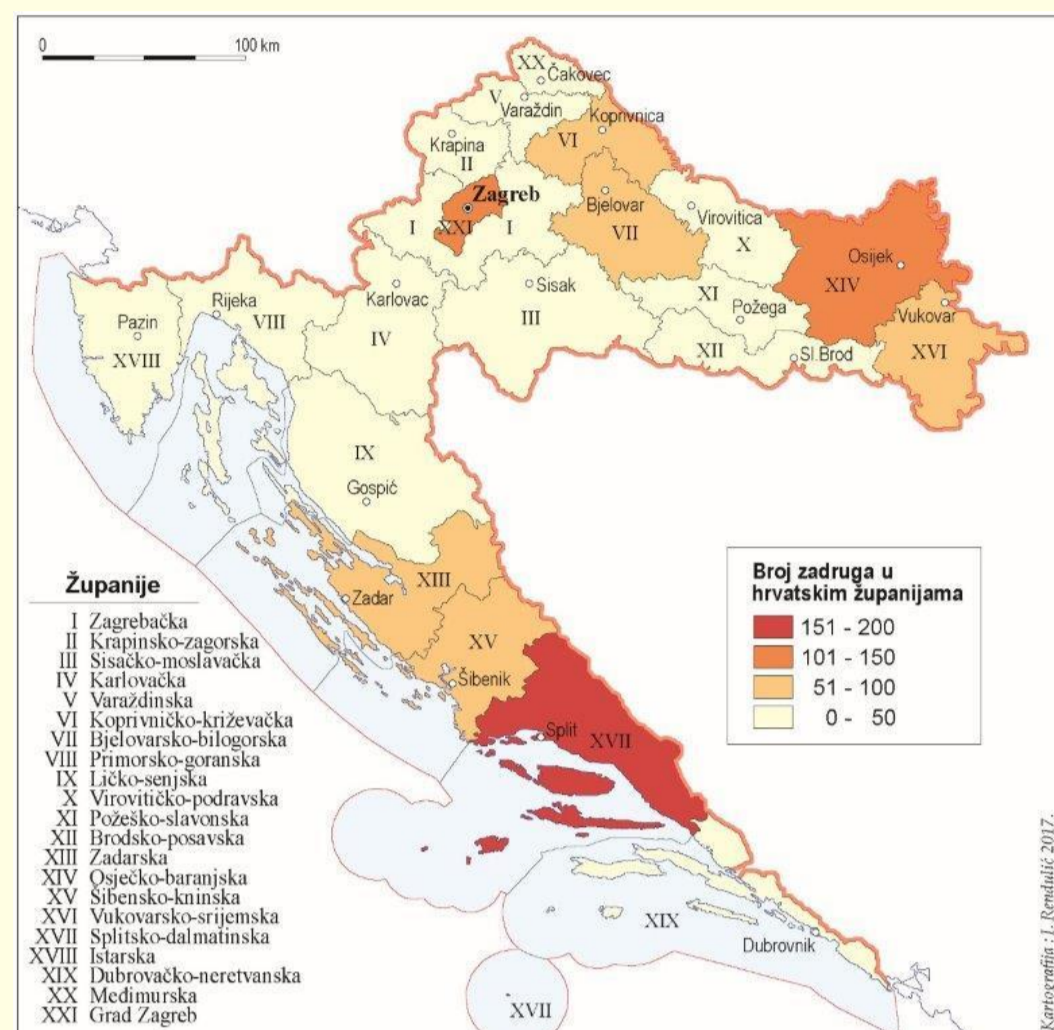 0 100 km
XX
Čakovec
V
Varaždin
Koprivnica
VI
Krapina
II
Zagreb
Bjelovar
Virovitica
I
XXI
I
VII
X
Osijek
XIV
Rijeka
Karlovac
Sisak
XI
Požega
Vukovar
Pazin
VIII
III
XVIII
IV
XII
Sl.Brod
XVI
IX
Gospić
XIII
Zadar
XV
Šibenik
Split
XVII
XIX
Dubrovnik
XVII
Broj zadruga u
hrvatskim županijama
151 - 200
101 - 150
51 - 100
0 - 50
Županije
I Zagrebačka
II Krapinsko-zagorska
III Sisačko-moslavačka
IV Karlovačka
V Varaždinska
VI Koprivničko-križevačka
VII Bjelovarsko-bilogorska
VIII Primorsko-goranska
IX Ličko-senjska
X Virovitičko-podravska
XI Požeško-slavonska
XII Brodsko-posavska
XIII Zadarska
XIV Osječko-baranjska
XV Šibensko-kninska
XVI Vukovarsko-srijemska
XVII Splitsko-dalmatinska
XVIII Istarska
XIX Dubrovačko-neretvanska
XX Međimurska
XXI Grad Zagreb
Kartografija : I. Rendulić 2017.